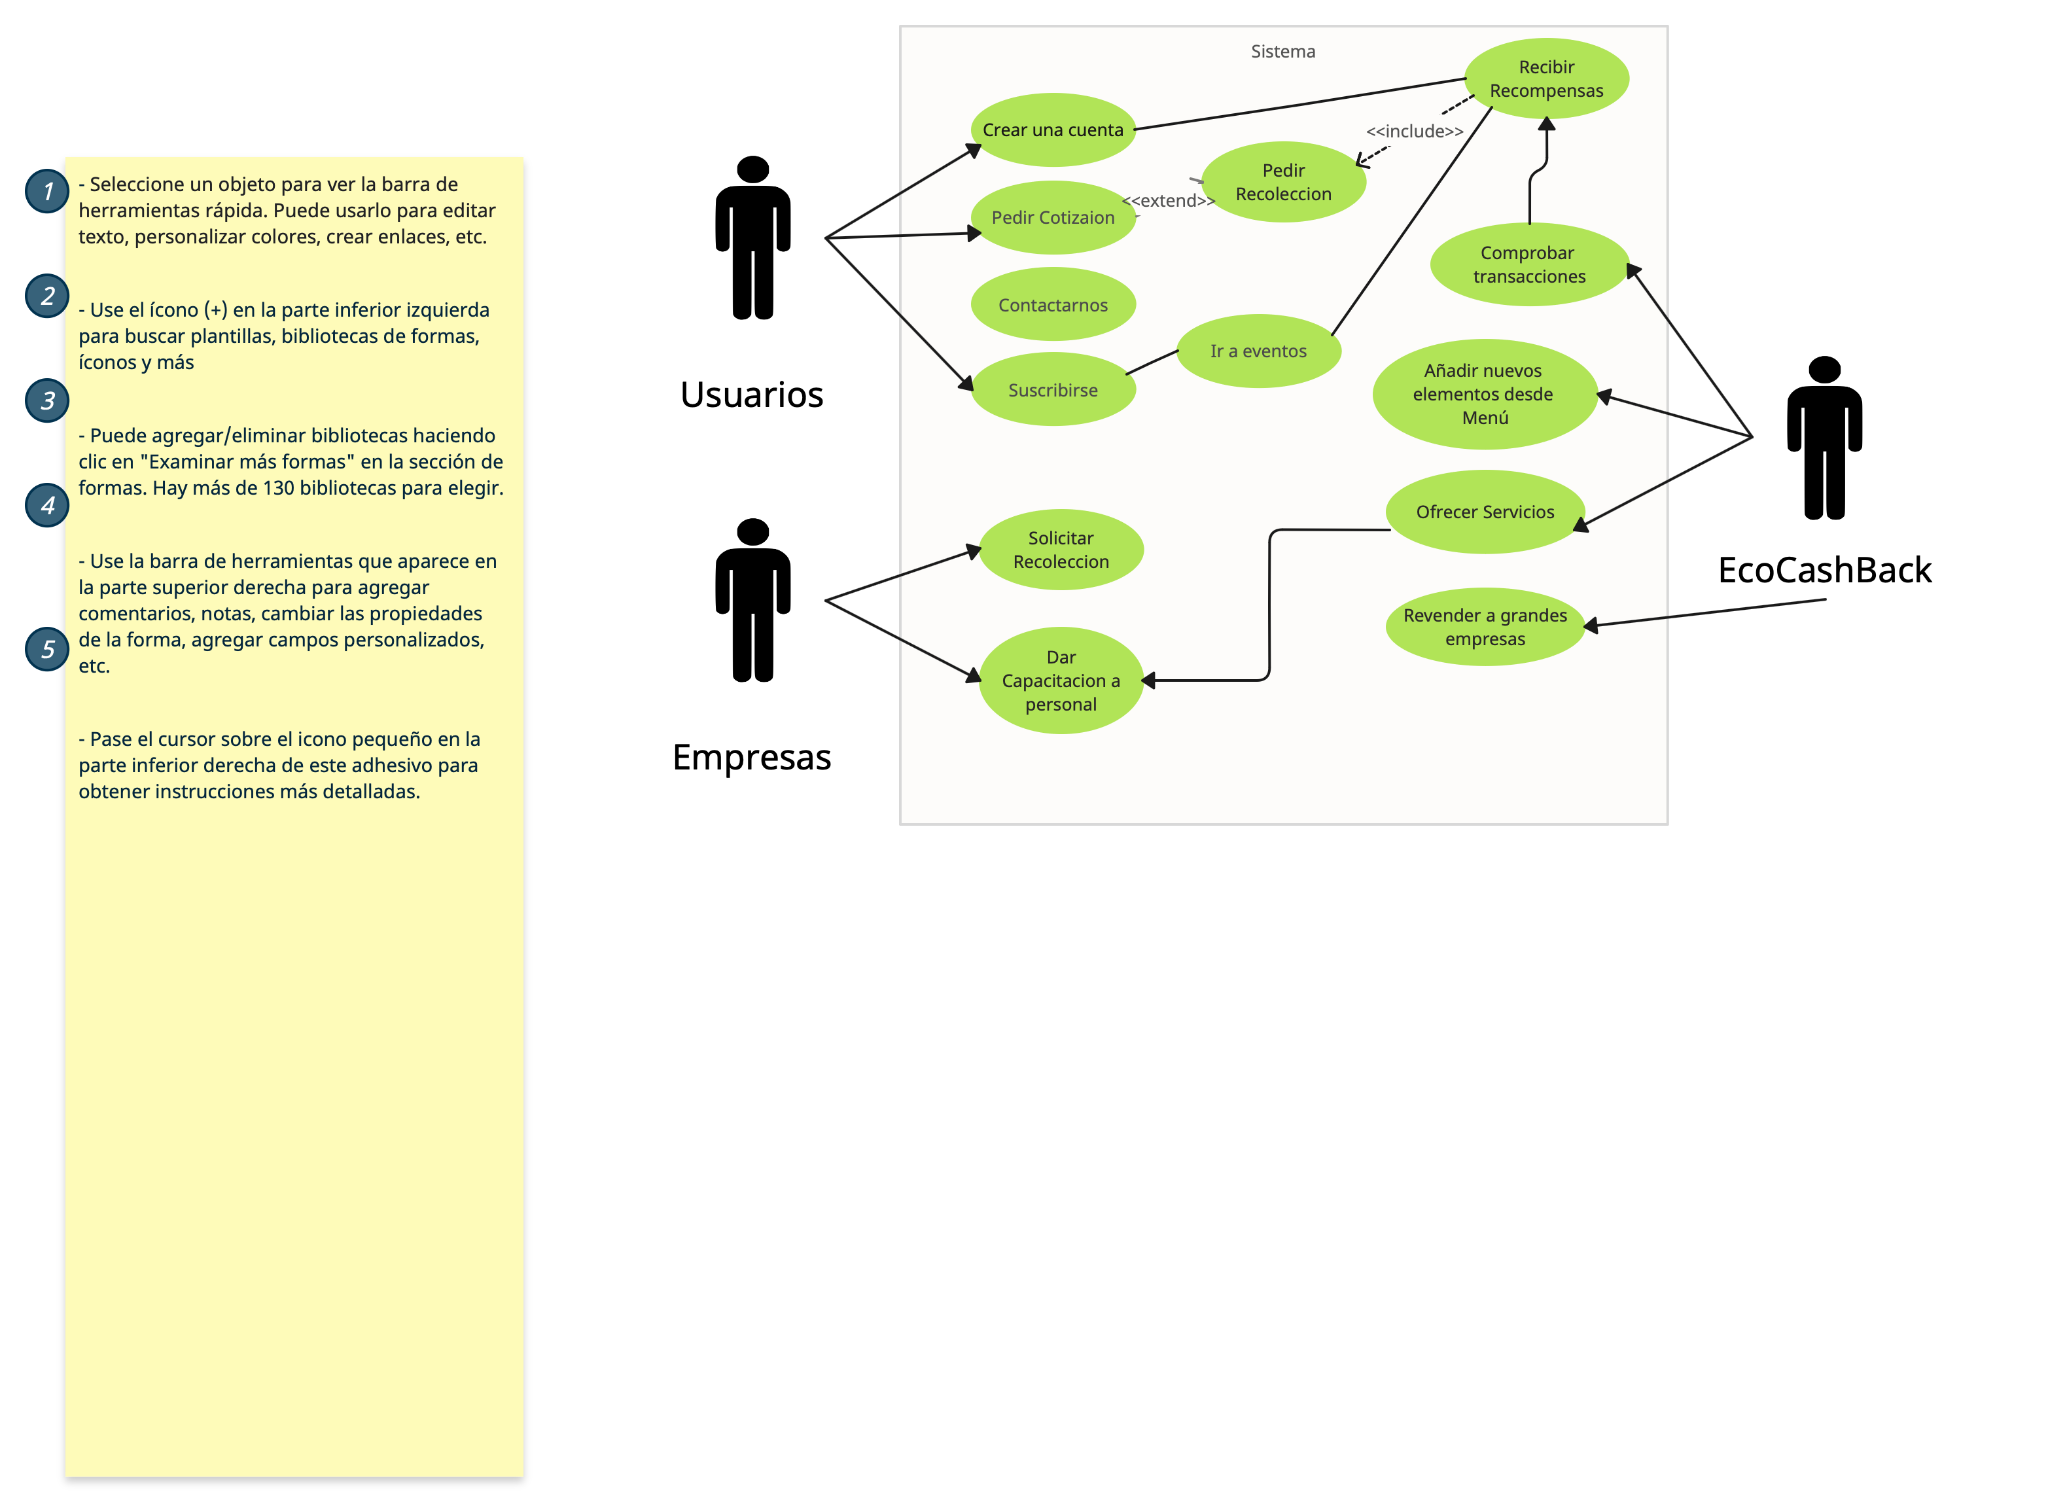 1
- Seleccione un objeto para ver la barra de
herramientas rápida. Puede usarlo para editar
texto, personalizar colores, crear enlaces, etc.
2
- Use el ícono (+) en la parte inferior izquierda
para buscar plantillas, bibliotecas de formas,
íconos y más
3
- Puede agregar/eliminar bibliotecas haciendo
clic en "Examinar más formas" en la sección de
formas. Hay más de 130 bibliotecas para elegir.
4
- Use la barra de herramientas que aparece en
la parte superior derecha para agregar
comentarios, notas, cambiar las propiedades
de la forma, agregar campos personalizados,
etc.
5
- Pase el cursor sobre el icono pequeño en la
parte inferior derecha de este adhesivo para
obtener instrucciones más detalladas.
Usuarios
Empresas
Sistema
Crear una cuenta
Pedir Cotizaion
<<extend>>
Pedir
Recoleccion
<<include>>
Recibir
Recompensas
Contactarnos
Suscribirse
Ir a eventos
Comprobar
transacciones
Añadir nuevos
elementos desde
Menú
Solicitar
Recoleccion
Ofrecer Servicios
Dar
Capacitacion a
personal
Revender a grandes
empresas
EcoCashBack